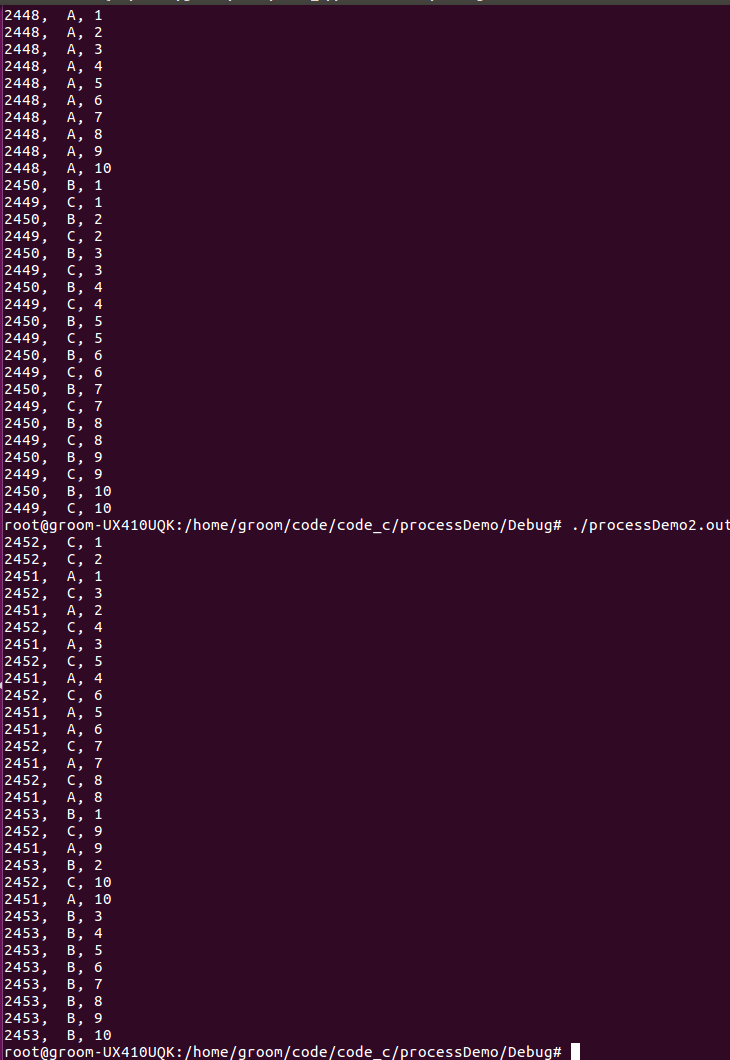 2448,  A, 1
2448,  A, 2
2448,  A, 3
2448,  A, 4
2448,  A, 5
2448,  A, 6
2448,  A, 7
2448,  A, 8
2448,  A, 9
2448,  A, 10
2450,  B, 1
2449,  C, 1
2450,  B, 2
2449,  C, 2
2450,  B, 3
2449,  C, 3
2450,  B, 4
2449,  C, 4
2450,  B, 5
2449,  C, 5
2450,  B, 6
2449,  C, 6
2450,  B, 7
2449,  C, 7
2450,  B, 8
2449,  C, 8
2450,  B, 9
2449,  C, 9
2450,  B, 10
2449,  C, 10
root@groom-UX410UQK:/home/groom/code/code_c/processDemo/Debug# ./processDemo2.out
2452,  C, 1
2452,  C, 2
2451,  A, 1
2452,  C, 3
2451,  A, 2
2452,  C, 4
2451,  A, 3
2452,  C, 5
2451,  A, 4
2452,  C, 6
2451,  A, 5
2451,  A, 6
2452,  C, 7
2451,  A, 7
2452,  C, 8
2451,  A, 8
2453,  B, 1
2452,  C, 9
2451,  A, 9
2453,  B, 2
2452,  C, 10
2451,  A, 10
2453,  B, 3
2453,  B, 4
2453,  B, 5
2453,  B, 6
2453,  B, 7
2453,  B, 8
2453,  B, 9
2453,  B, 10
root@groom-UX410UQK:/home/groom/code/code_c/processDemo/Debug#